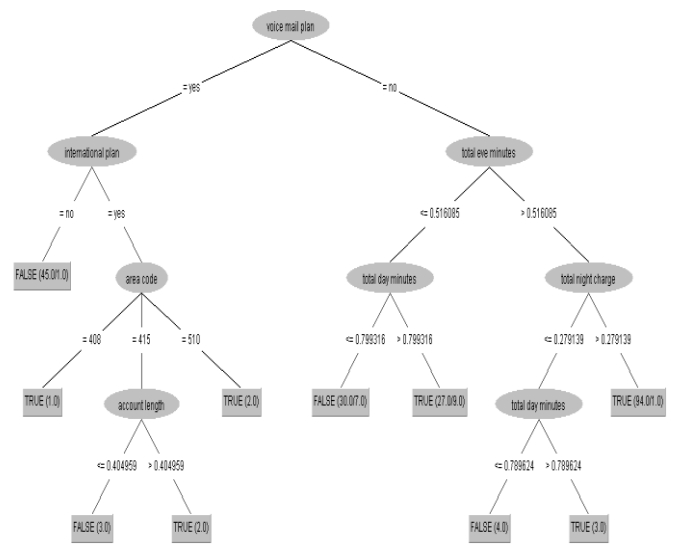 voice mail plan
= yes
= no
international plan
total eve minutes
= no
= yes
<= 0.516085
> 0.516085
FALSE (45.0/1.0)
area code
total day minutes
total night charge
= 408
= 415
= 510
<= 0.799316
> 0.799316
<= 0.279139
> 0.279139
TRUE (1.0)
account length
TRUE (2.0)
FALSE (30.0/7.0)
TRUE (27.0/9.0)
total day minutes
TRUE (94.0/1.0)
<= 0.404959
> 0.404959
<= 0.789624
> 0.789624
FALSE (3.0)
TRUE (2.0)
FALSE (4.0)
TRUE (3.0)